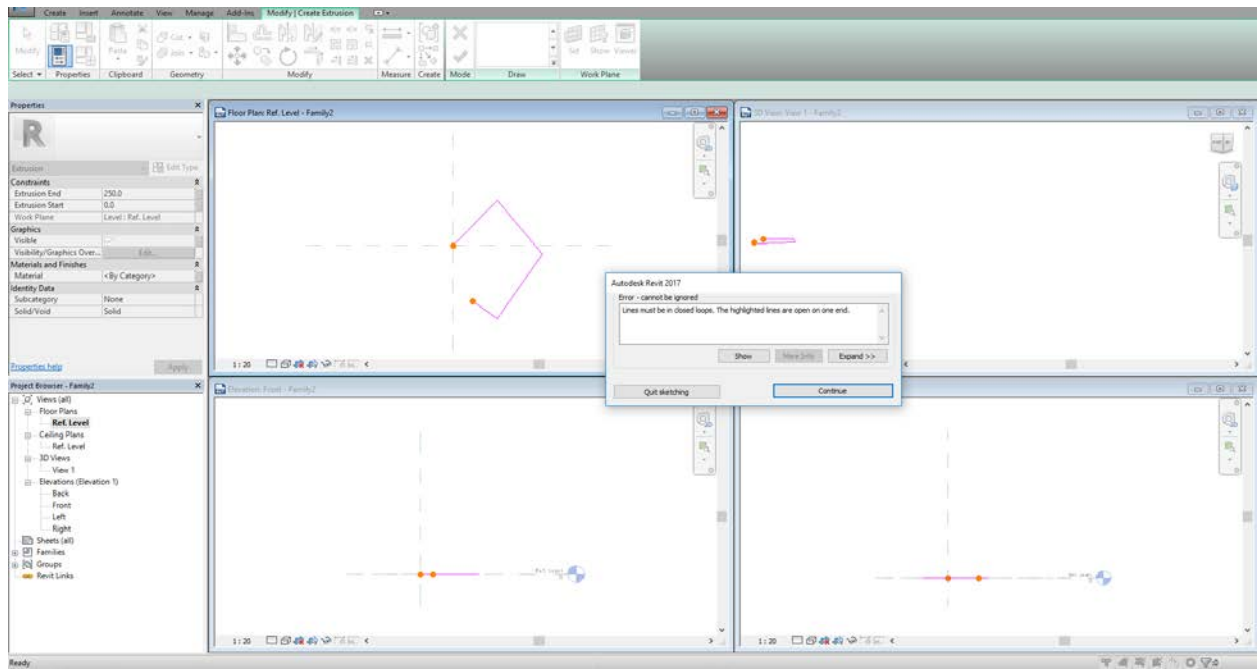 Create Insert Annotate View Manage Add-Ins Modify | Create Extrusion
Modify Paste Cut Join Set Show Viewer
Select Properties Clipboard Geometry Modify Measure Create Mode Draw Work Plane
Properties
R
Extrusion Edit Type
Constraints
Extrusion End 250.0
Extrusion Start 0.0
Work Plane Level : Ref. Level
Graphics
Visible
Visibility/Graphics Over... Edit...
Materials and Finishes
Material <By Category>
Identity Data
Subcategory None
Solid/Void Solid
Properties help Apply
Project Browser - Family2
Views (all)
Floor Plans
Ref. Level
Ceiling Plans
Ref. Level
3D Views
View 1
Elevations (Elevation 1)
Back
Front
Left
Right
Sheets (all)
Families
Groups
Revit Links
Floor Plan: Ref. Level - Family2
1 : 20
3D View: View 1 - Family2
Autodesk Revit 2017
Error - cannot be ignored
Lines must be in closed loops. The highlighted lines are open on one end.
Show More Info Expand >>
Quit sketching Continue
Elevation: Front - Family2
Ref. Level
1 : 20
Ref. Level
1 : 20
Ready